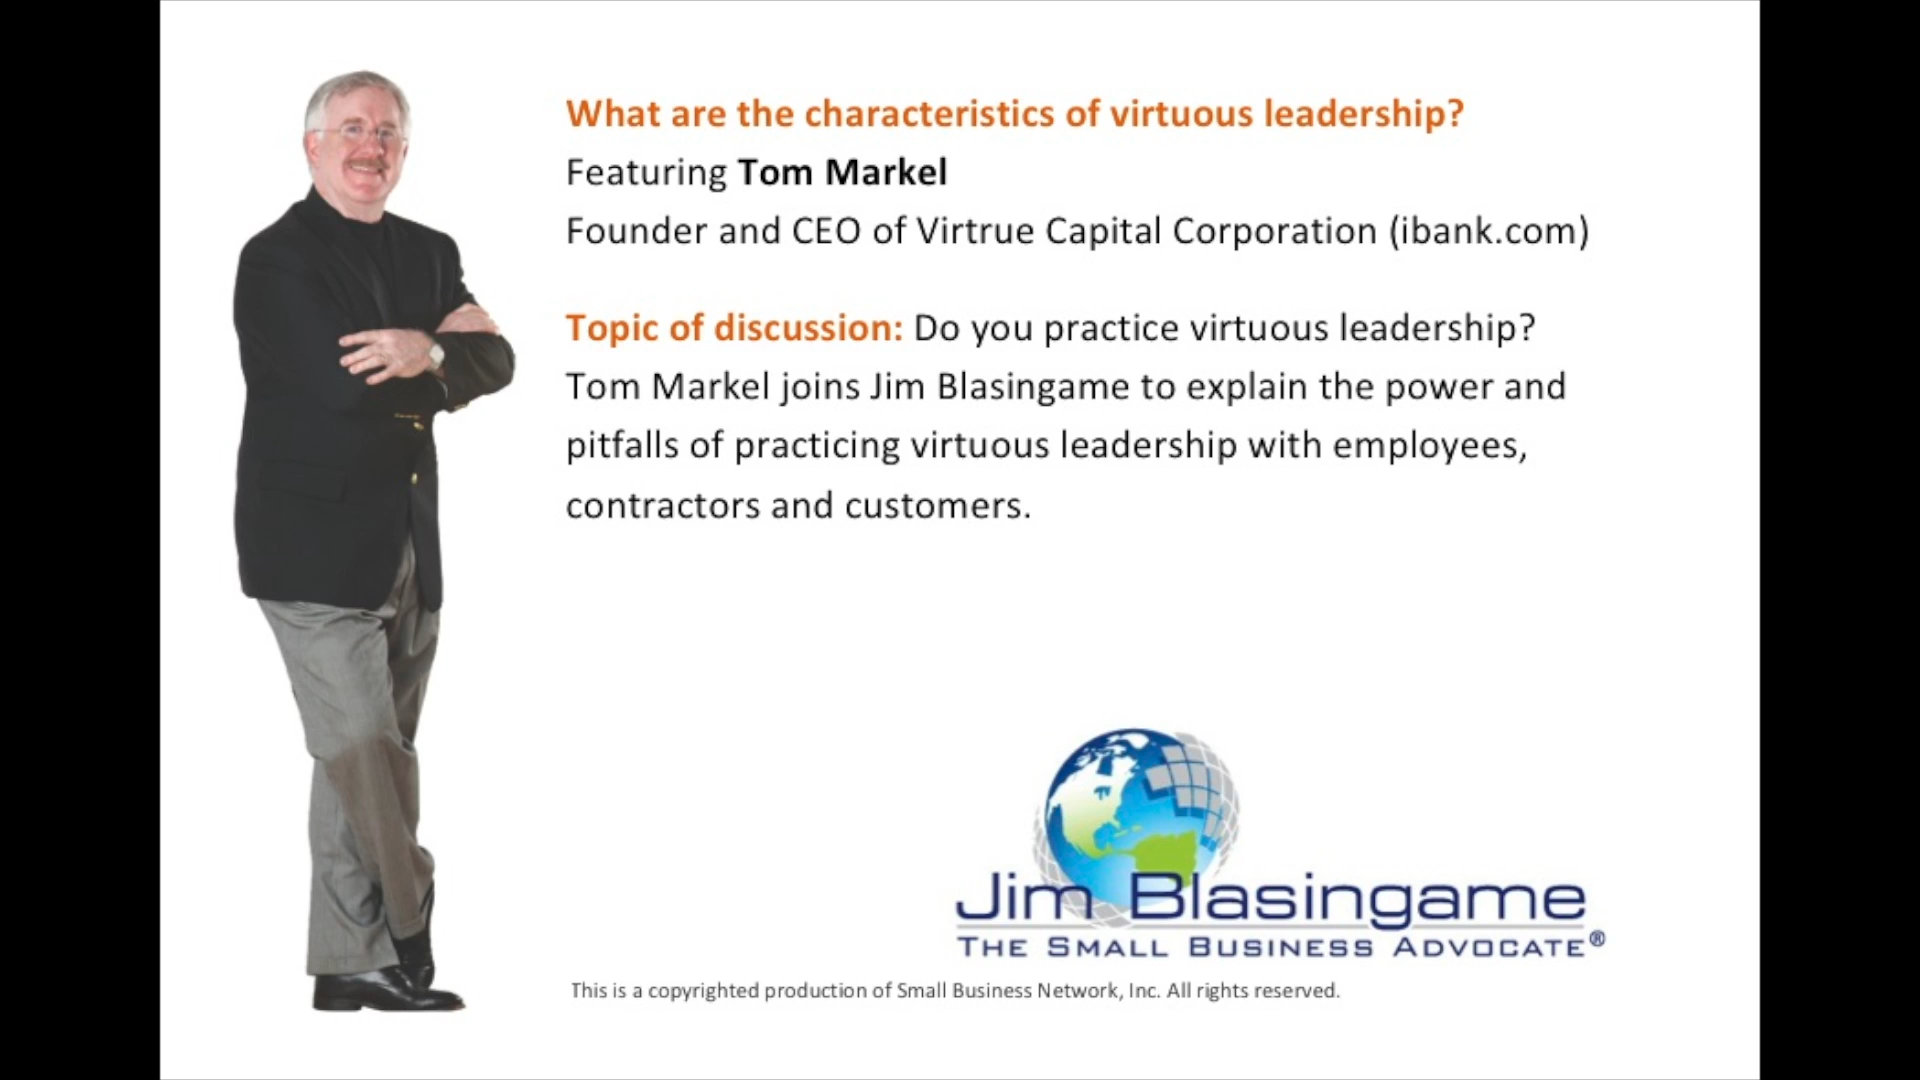 What are the characteristics of virtuous leadership?
Featuring Tom Markel
Founder and CEO of Virtrue Capital Corporation (ibank.com)
Topic of discussion: Do you practice virtuous leadership?
Tom Markel joins Jim Blasingame to explain the power and
pitfalls of practicing virtuous leadership with employees,
contractors and customers.
Jim Blasingame
THE SMALL BUSINESS ADVOCATE®
This is a copyrighted production of Small Business Network, Inc. All rights reserved.